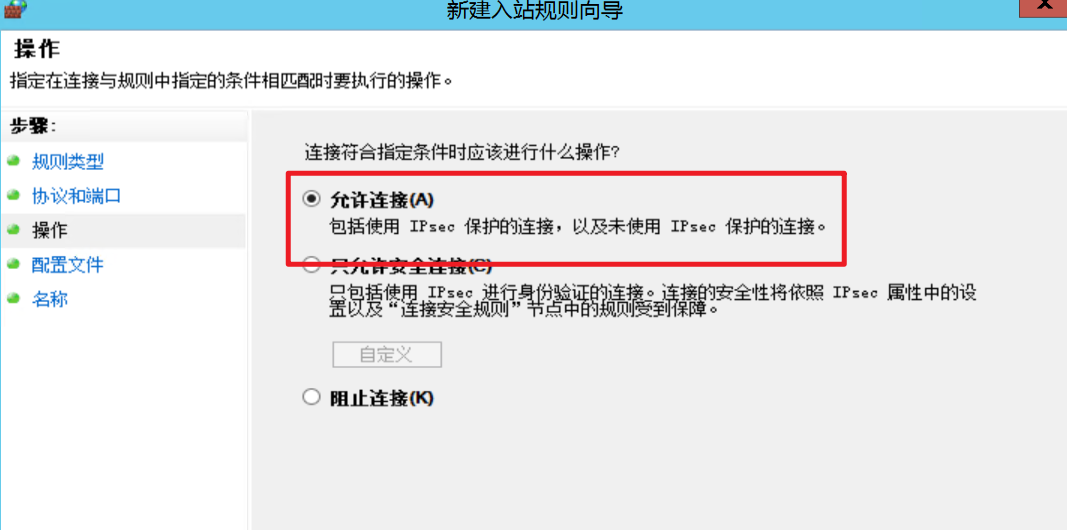 新建入站规则向导
X
操作
指定在连接与规则中指定的条件相匹配时要执行的操作。
步骤:
规则类型
协议和端口
操作
配置文件
名称
连接符合指定条件时应该进行什么操作?
允许连接(A)
包括使用 IPsec 保护的连接，以及未使用 IPsec 保护的连接。
只允许安全连接(C)
只包括使用 IPsec 进行身份验证的连接。连接的安全性将依照 IPsec 属性中的设
置以及“连接安全规则”节点中的规则受到保障。
自定义
阻止连接(K)